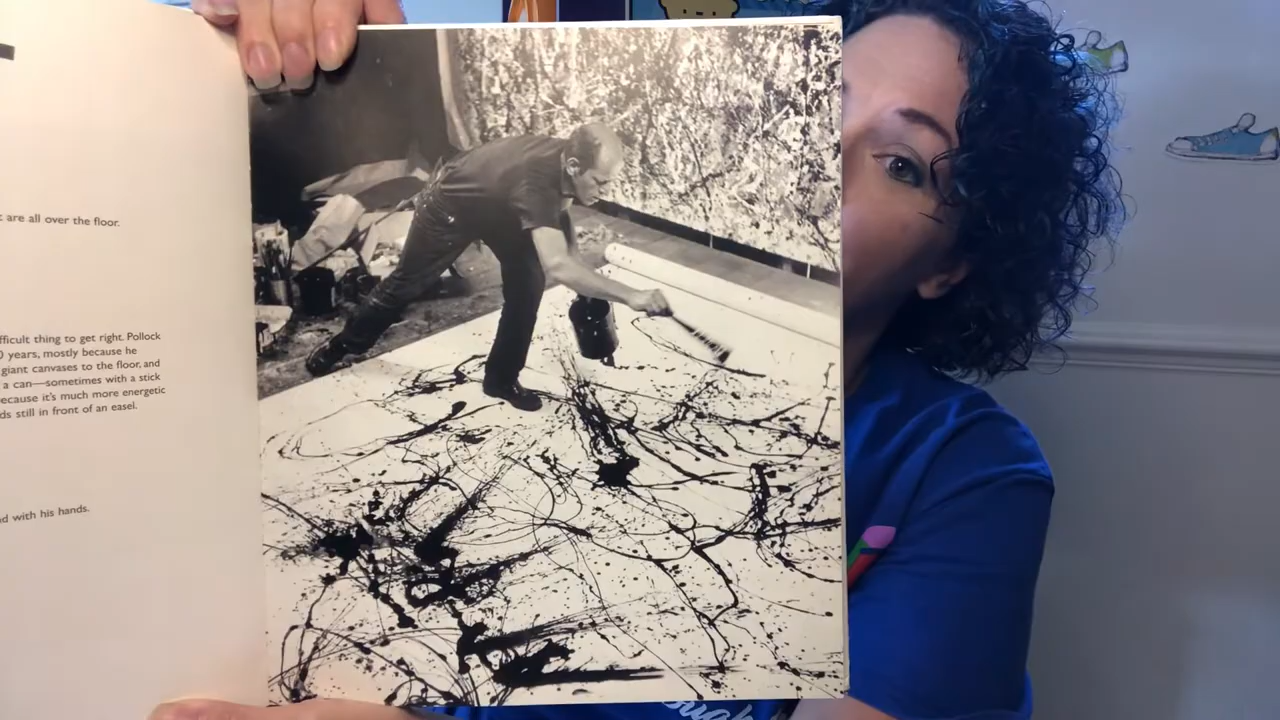 t are all over the floor.
fficult thing to get right. Pollock
0 years, mostly because he
giant canvases to the floor, and
a can—sometimes with a stick
ecause it's much more energetic
ds still in front of an easel.
nd with his hands.